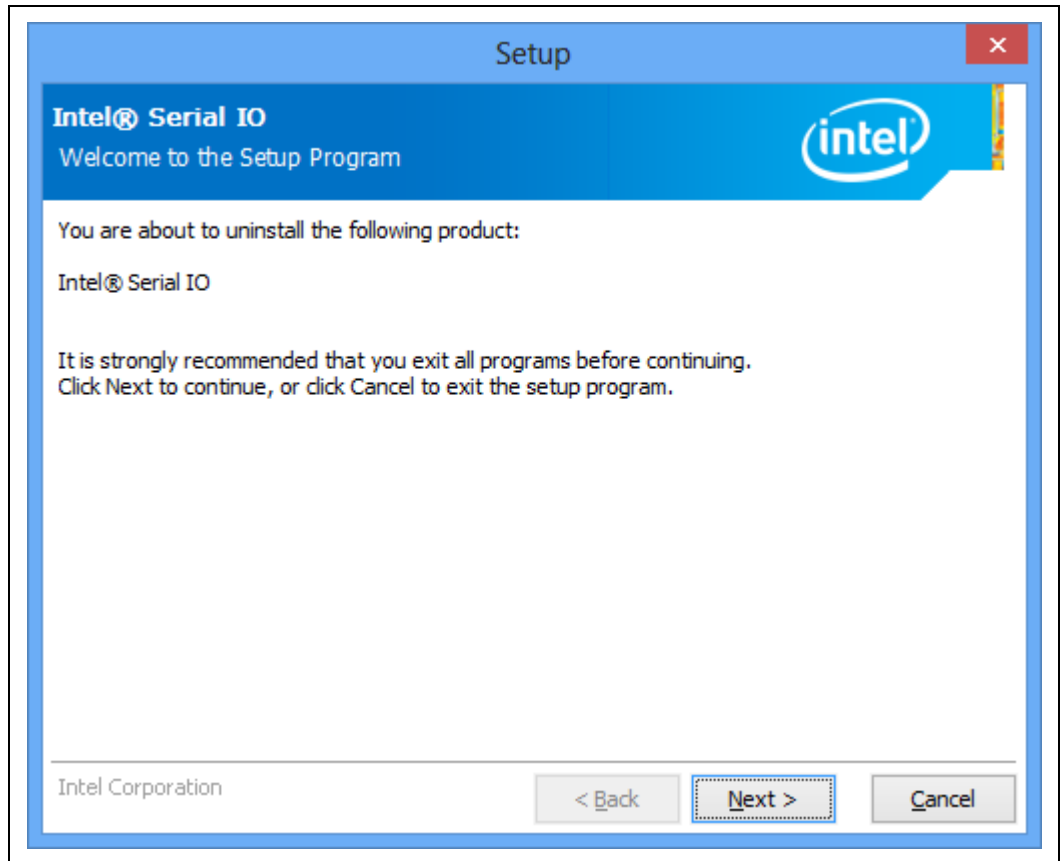 Setup
Intel® Serial IO
Welcome to the Setup Program
intel
You are about to uninstall the following product:
Intel® Serial IO
It is strongly recommended that you exit all programs before continuing.
Click Next to continue, or click Cancel to exit the setup program.
Intel Corporation
< Back Next > Cancel